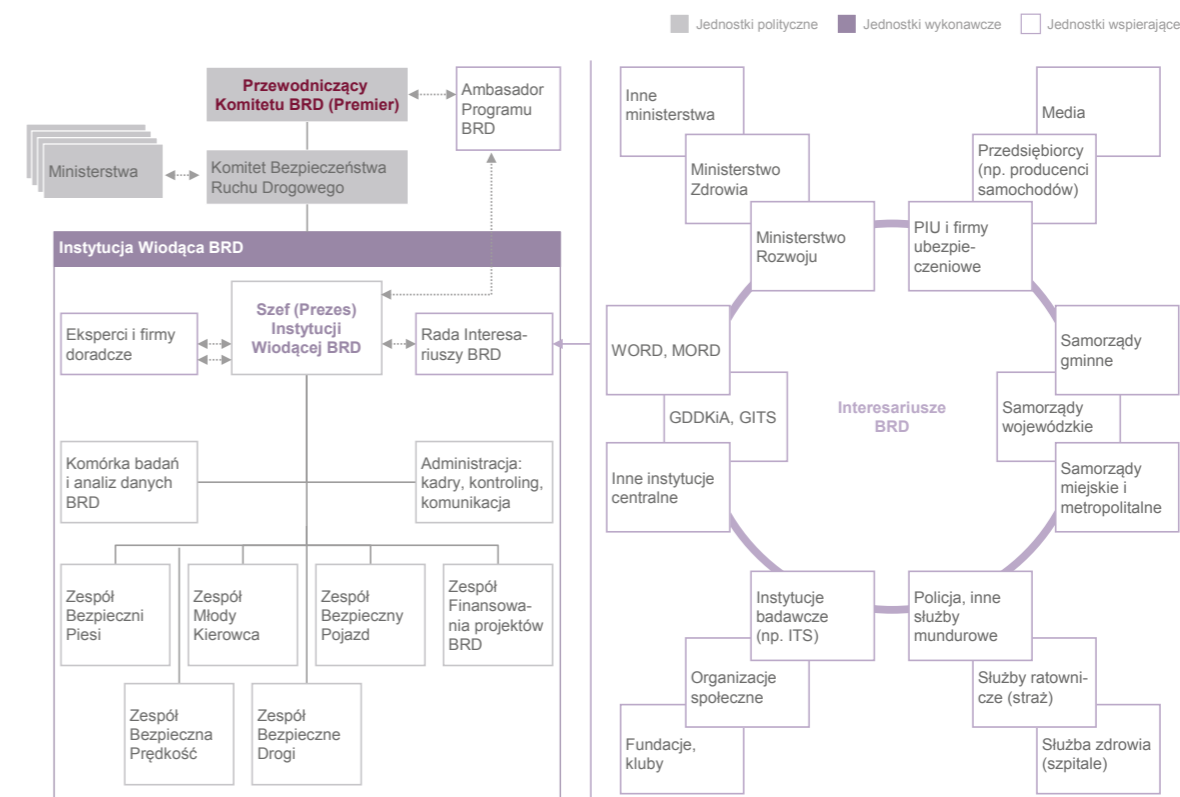 Jednostki polityczne
Jednostki wykonawcze
Jednostki wspierające
Przewodniczący
Komitetu BRD (Premier)
Ambasador
Programu
BRD
Ministerstwa
Komitet Bezpieczeństwa
Ruchu Drogowego
Instytucja Wiodąca BRD
Eksperci i firmy
doradcze
Szef (Prezes)
Instytucji
Wiodącej BRD
Rada Interesa-
riuszy BRD
Komórka badań
i analiz danych
BRD
Administracja:
kadry, kontroling,
komunikacja
Zespół
Bezpieczni
Piesi
Zespół
Młody
Kierowca
Zespół
Bezpieczny
Pojazd
Zespół
Finansowa-
nia projektów
BRD
Zespół
Bezpieczna
Prędkość
Zespół
Bezpieczne
Drogi
Inne
ministerstwa
Ministerstwo
Zdrowia
Ministerstwo
Rozwoju
Media
Przedsiębiorcy
(np. producenci
samochodów)
PIU i firmy
ubezpie-
czeniowe
WORD, MORD
GDDKiA, GITS
Inne instytucje
centralne
Interesariusze
BRD
Samorządy
gminne
Samorządy
wojewódzkie
Samorządy
miejskie i
metropolitalne
Instytucje
badawcze
(np. ITS)
Organizacje
społeczne
Fundacje,
kluby
Policja, inne
służby
mundurowe
Służby ratowni-
cze (straż)
Służba zdrowia
(szpitale)